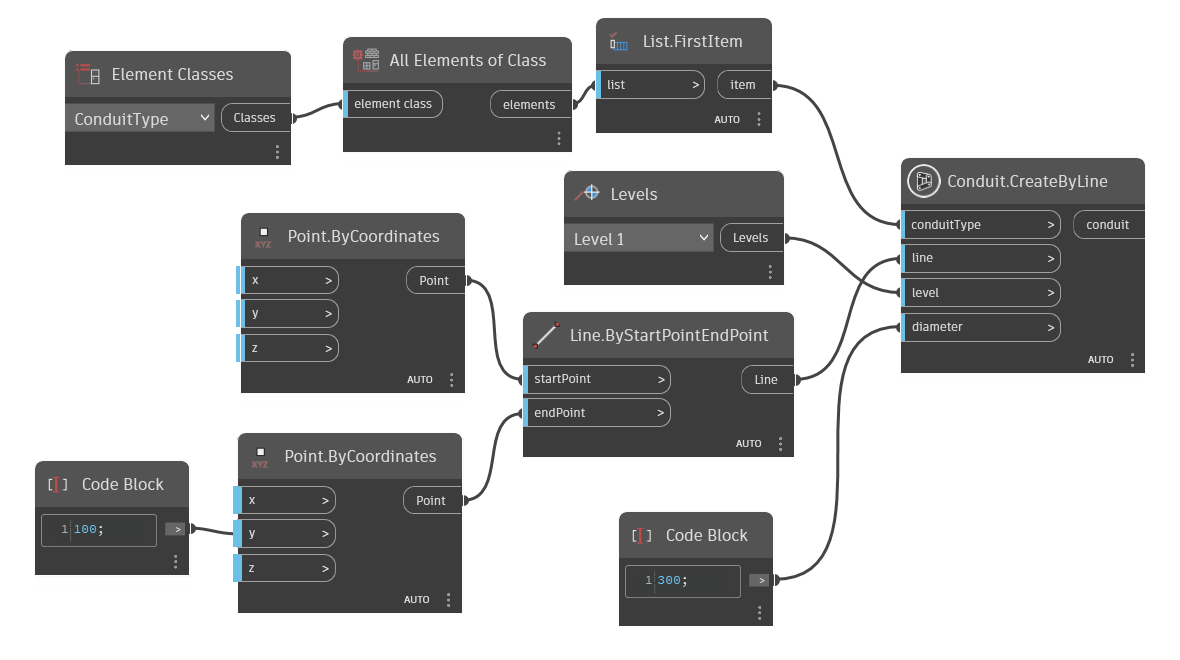 Element Classes
ConduitType
Classes
All Elements of Class
element class
elements
List.FirstItem
list >
item
AUTO
Levels
Level 1
Levels
Conduit.CreateByLine
conduitType >
conduit
line >
level >
diameter >
AUTO
XYZ
Point.ByCoordinates
x >
Point
y >
z >
AUTO
Line.ByStartPointEndPoint
startPoint >
Line
endPoint >
AUTO
XYZ
Point.ByCoordinates
x >
Point
y >
z >
AUTO
[I] Code Block
1 100;
>
[I] Code Block
1 300;
>